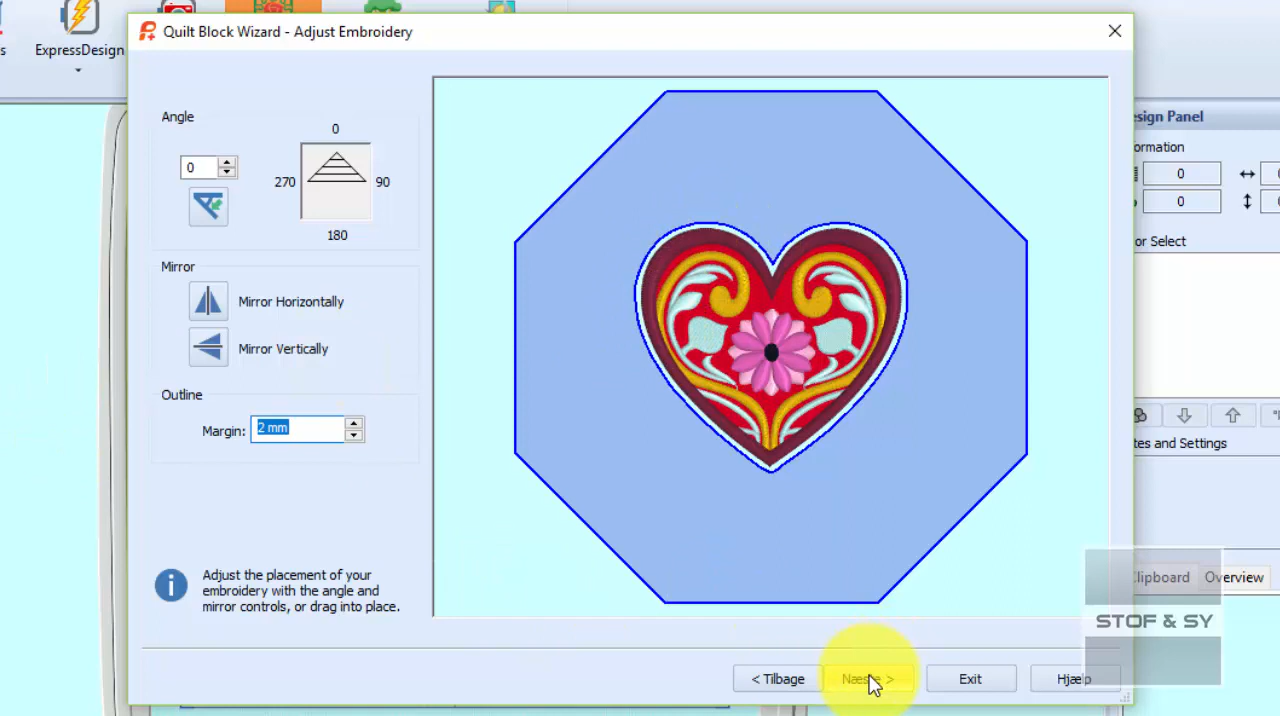 s
ExpressDesign
Quilt Block Wizard - Adjust Embroidery
Angle
0
0
270
90
180
Mirror
Mirror Horizontally
Mirror Vertically
Outline
Margin:
2 mm
Adjust the placement of your
embroidery with the angle and
mirror controls, or drag into place.
< Tilbage
Næste >
Exit
Hjælp
esign Panel
ormation
0
0
or Select
tes and Settings
Clipboard
Overview
STOF & SY